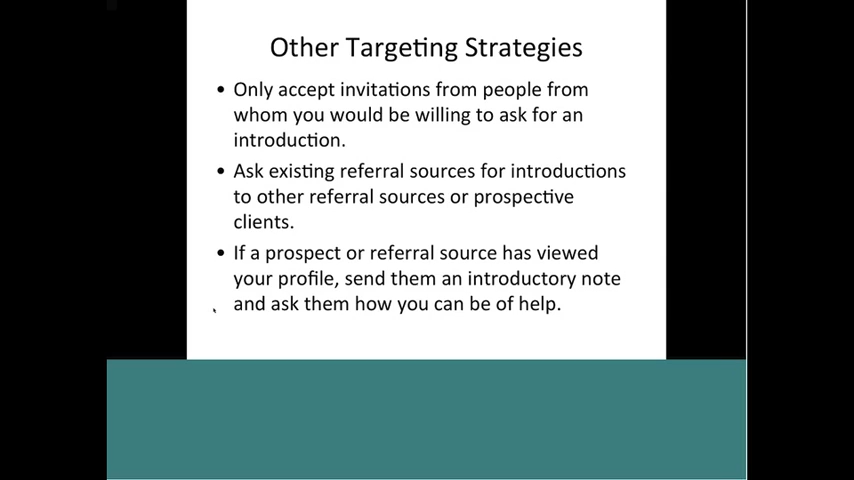 Other Targeting Strategies
• Only accept invitations from people from
whom you would be willing to ask for an
introduction.
• Ask existing referral sources for introductions
to other referral sources or prospective
clients.
• If a prospect or referral source has viewed
your profile, send them an introductory note
and ask them how you can be of help.